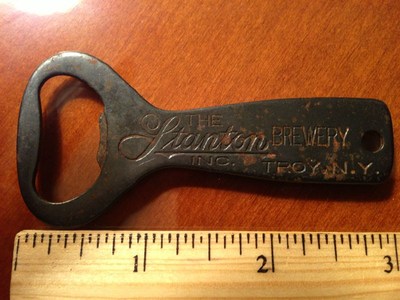 THE
Stanton BREWERY
INC. TROY, N.Y.
1 2 3